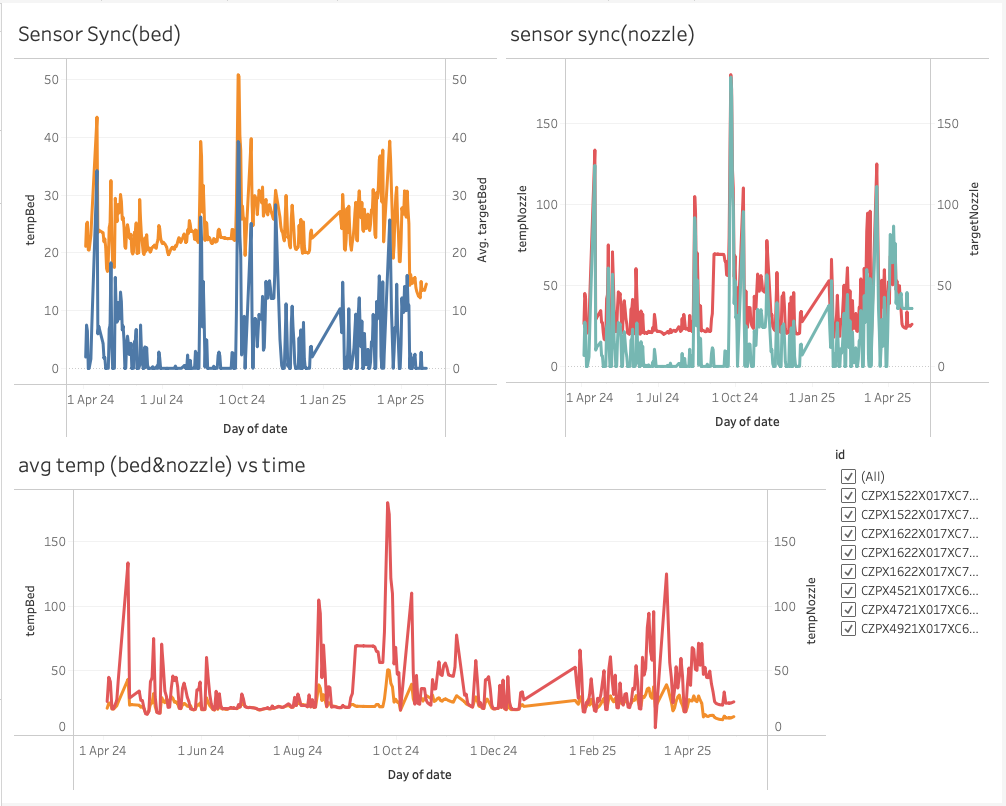 Sensor Sync(bed)
50
40
30
20
10
0
tempBed
50
40
30
20
10
0
Avg. targetBed
1 Apr 24 1 Jul 24 1 Oct 24 1 Jan 25 1 Apr 25
Day of date
sensor sync(nozzle)
150
100
50
0
tempNozzle
150
100
50
0
targetNozzle
1 Apr 24 1 Jul 24 1 Oct 24 1 Jan 25 1 Apr 25
Day of date
avg temp (bed&nozzle) vs time
150
100
50
0
tempBed
150
100
50
0
tempNozzle
1 Apr 24 1 Jun 24 1 Aug 24 1 Oct 24 1 Dec 24 1 Feb 25 1 Apr 25
Day of date
id
(All)
CZPX1522X017XC7...
CZPX1522X017XC7...
CZPX1622X017XC7...
CZPX1622X017XC7...
CZPX1622X017XC7...
CZPX4521X017XC6...
CZPX4721X017XC6...
CZPX4921X017XC6...